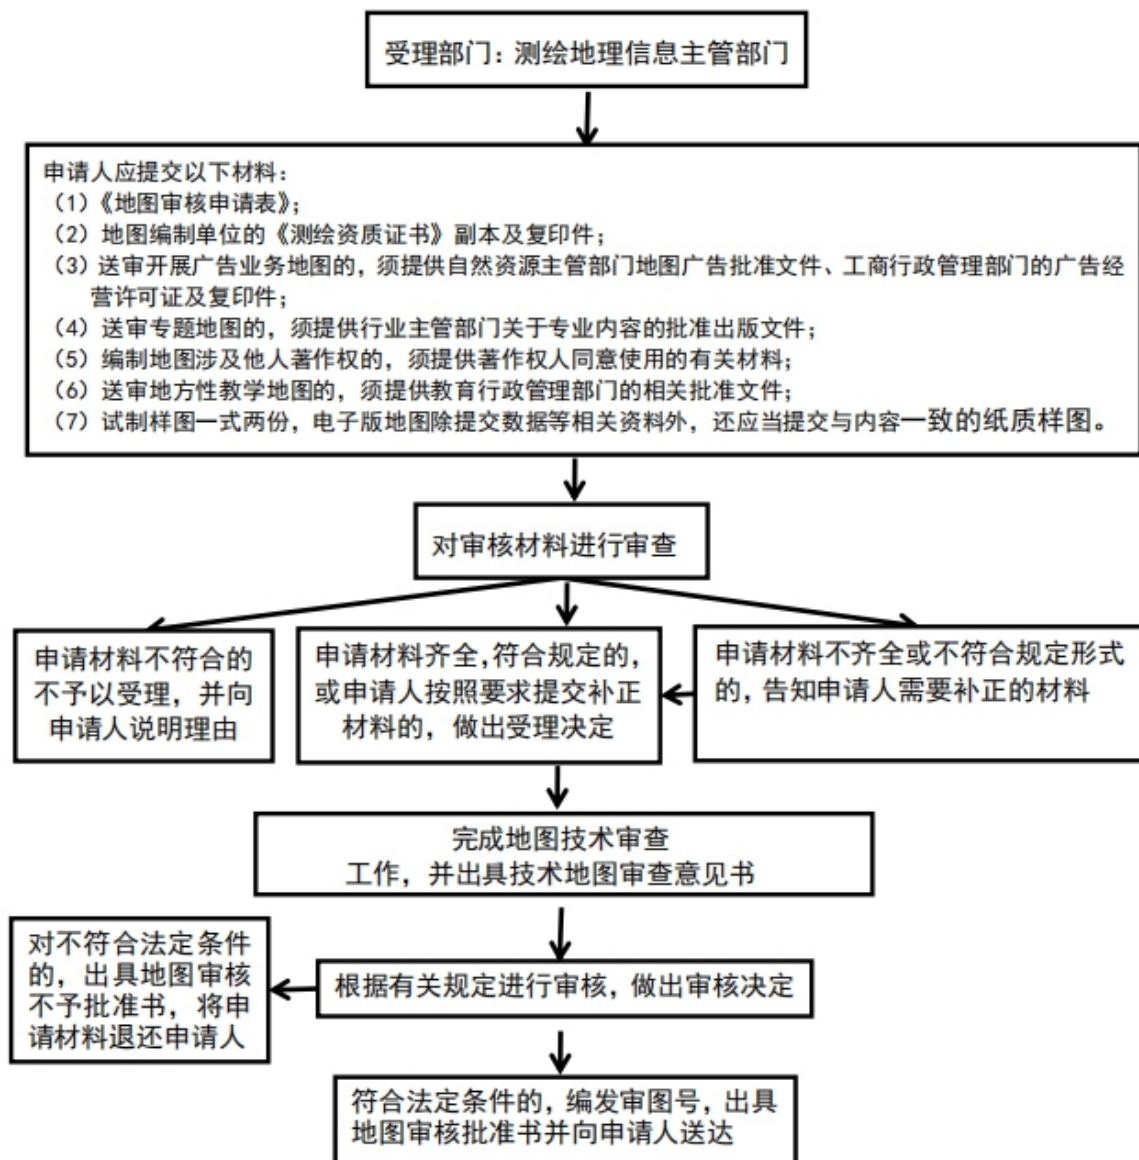 受理部门：测绘地理信息主管部门
申请人应提交以下材料：
（1）《地图审核申请表》；
（2）地图编制单位的《测绘资质证书》副本及复印件；
（3）送审开展广告业务地图的，须提供自然资源主管部门地图广告批准文件、工商行政管理部门的广告经
营许可证及复印件；
（4）送审专题地图的，须提供行业主管部门关于专业内容的批准出版文件；
（5）编制地图涉及他人著作权的，须提供著作权人同意使用的有关材料；
（6）送审地方性教学地图的，须提供教育行政管理部门的相关批准文件；
（7）试制样图一式两份，电子版地图除提交数据等相关资料外，还应当提交与内容一致的纸质样图。
对审核材料进行审查
申请材料不符合的
不予以受理，并向
申请人说明理由
申请材料齐全，符合规定的，
或申请人按照要求提交补正
材料的，做出受理决定
申请材料不齐全或不符合规定形式
的，告知申请人需要补正的材料
完成地图技术审查
工作，并出具技术地图审查意见书
对不符合法定条件
的，出具地图审核
不予批准书，将申
请材料退还申请人
根据有关规定进行审核，做出审核决定
符合法定条件的，编发审图号，出具
地图审核批准书并向申请人送达